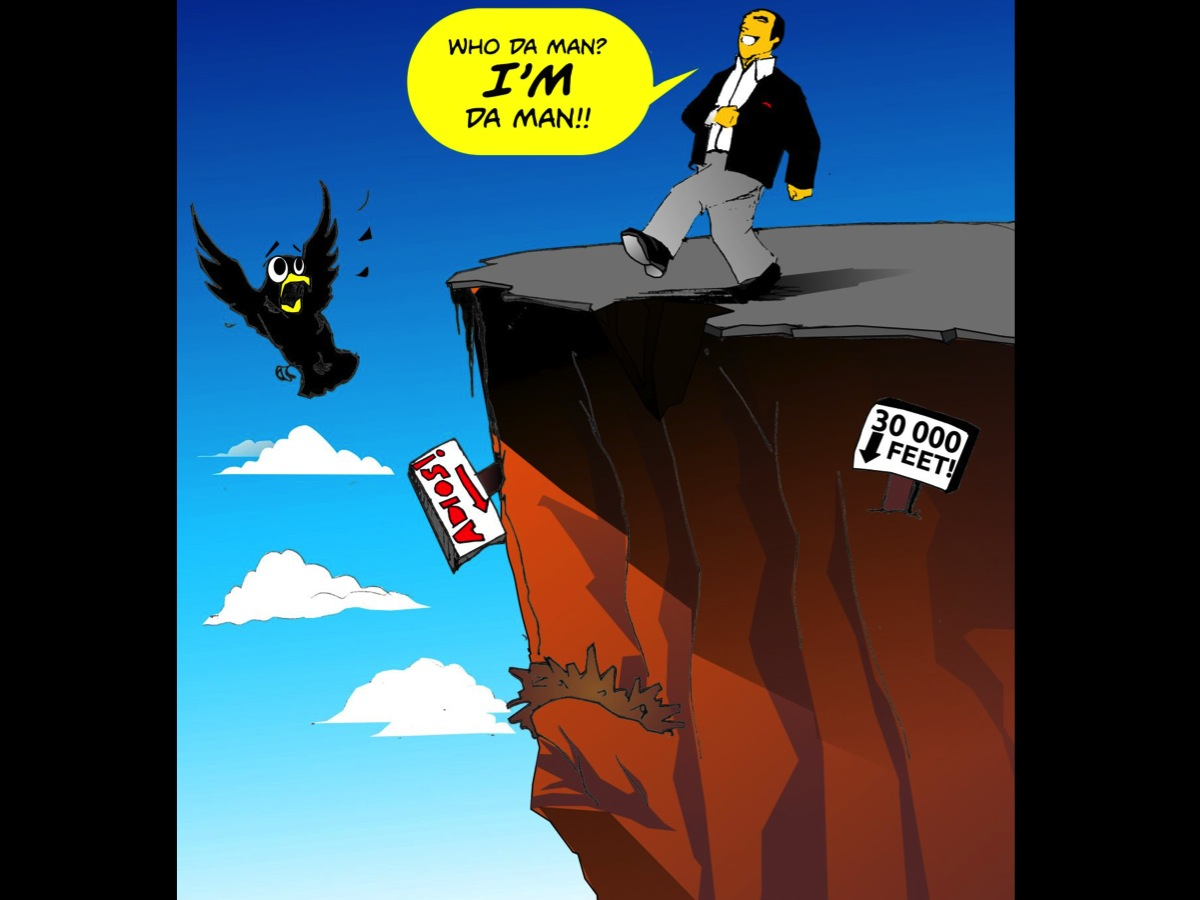 WHO DA MAN?
I'M
DA MAN!!
30 000
FEET!
ADIOS!